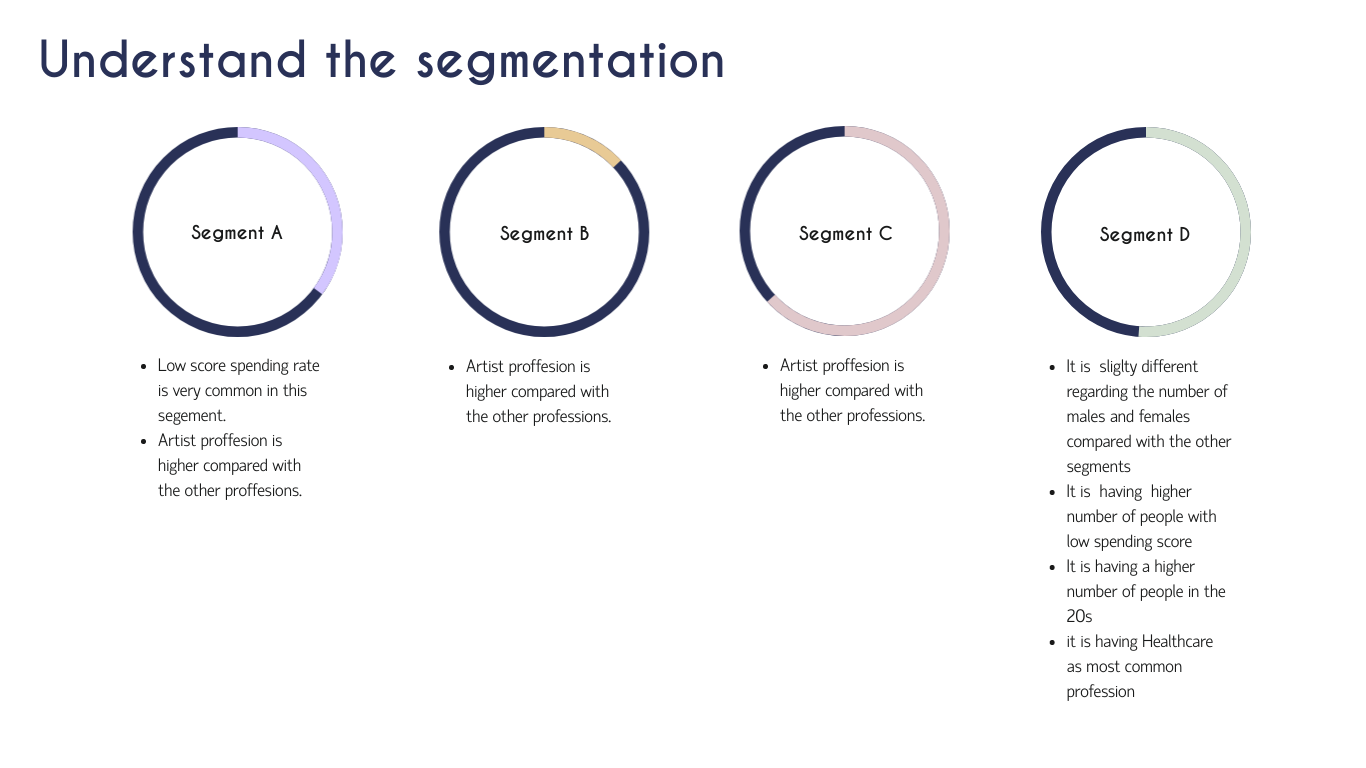 Understand the segmentation
Segment A
Segment B
Segment C
Segment D
• Low score spending rate
is very common in this
segement.
• Artist proffesion is
higher compared with
the other proffesions.
• Artist proffesion is
higher compared with
the other professions.
• Artist proffesion is
higher compared with
the other professions.
• It is  sliglty different
regarding the number of
males and females
compared with the other
segments
• It is  having  higher
number of people with
low spending score
• It is having a higher
number of people in the
20s
• it is having Healthcare
as most common
profession